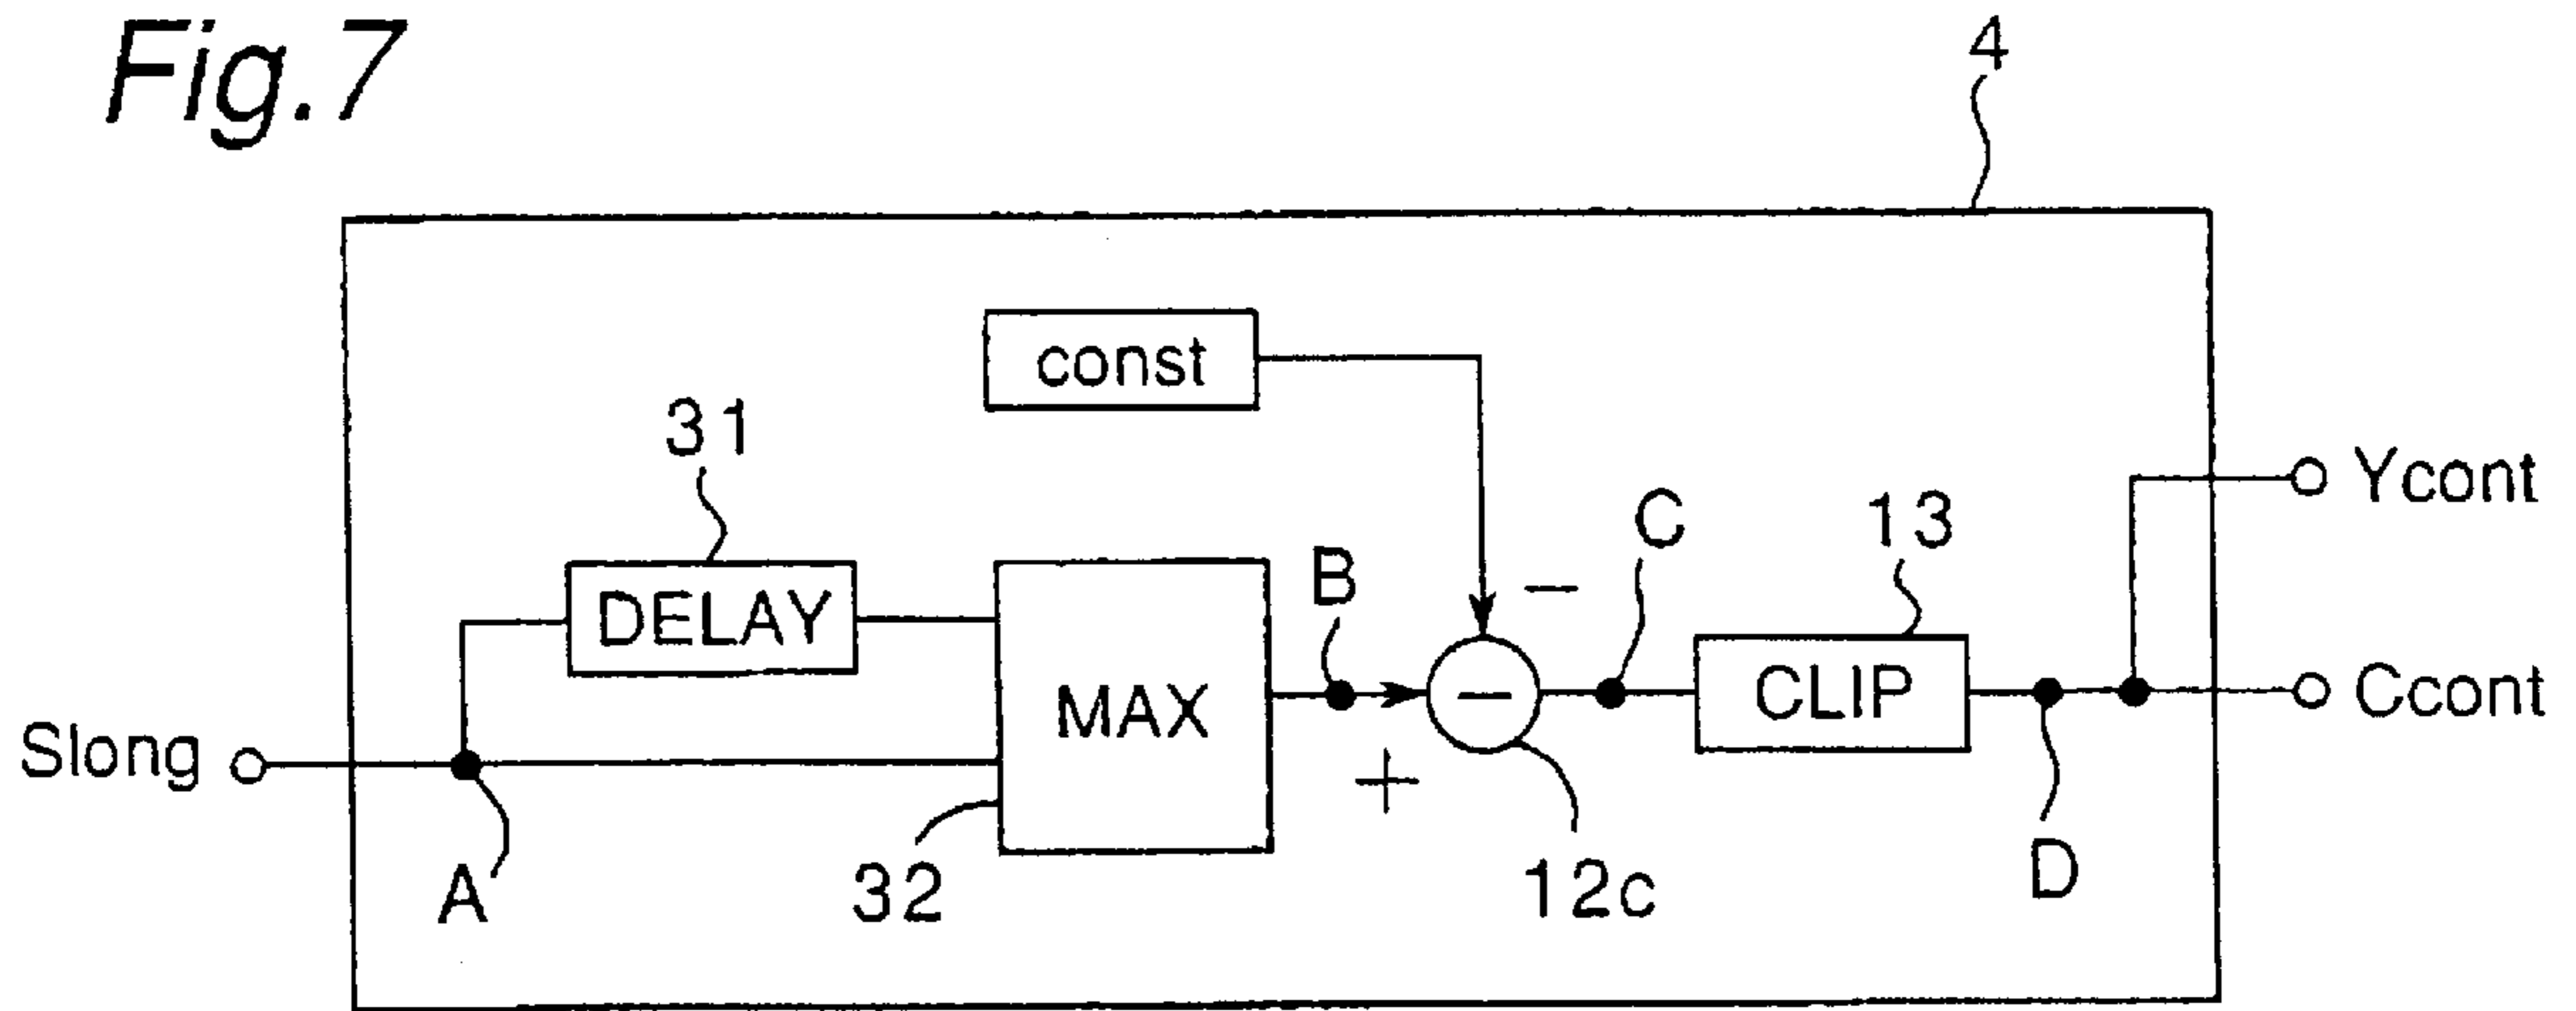 Fig.7
4
const
31
DELAY
MAX
B
C
13
CLIP
Ycont
Ccont
Slong
A
32
12c
D
−
+
−